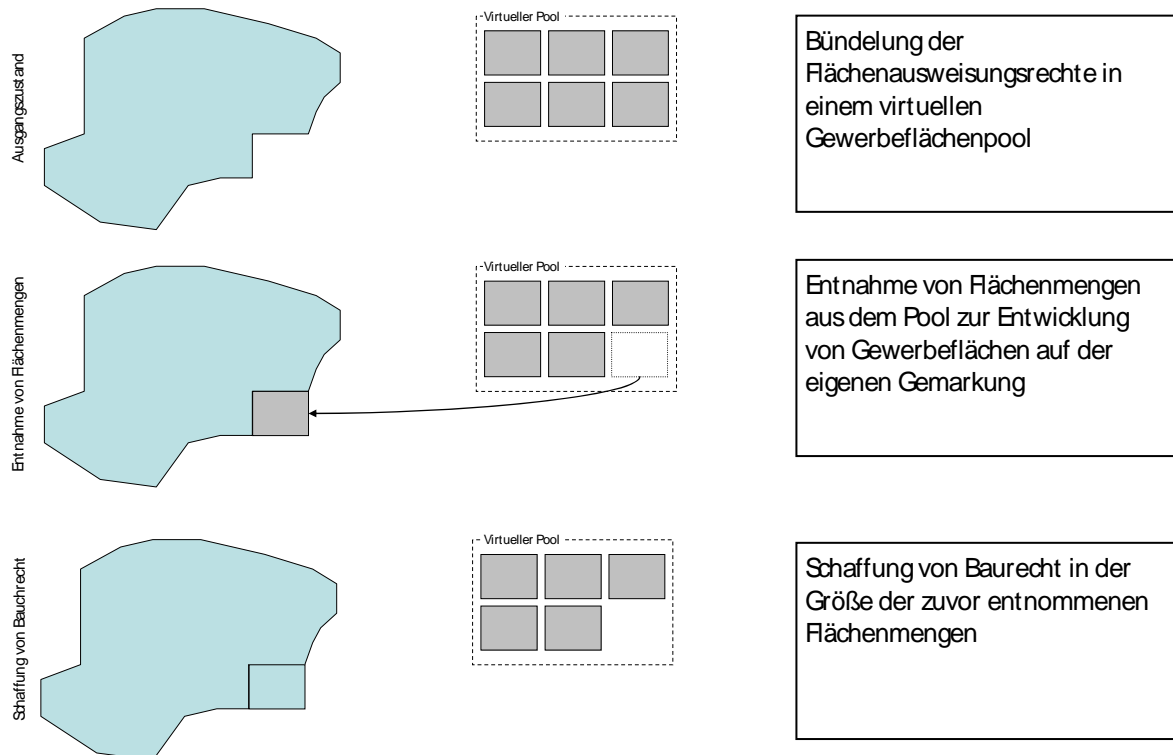 Ausgangszustand
Virtueller Pool
Bündelung der
Flächenausweisungsrechte in
einem virtuellen
Gewerbeflächenpool
Entnahme von Flächenmengen
Virtueller Pool
Entnahme von Flächenmengen
aus dem Pool zur Entwicklung
von Gewerbeflächen auf der
eigenen Gemarkung
Schaffung von Bauchrecht
Virtueller Pool
Schaffung von Baurecht in der
Größe der zuvor entnommenen
Flächenmengen